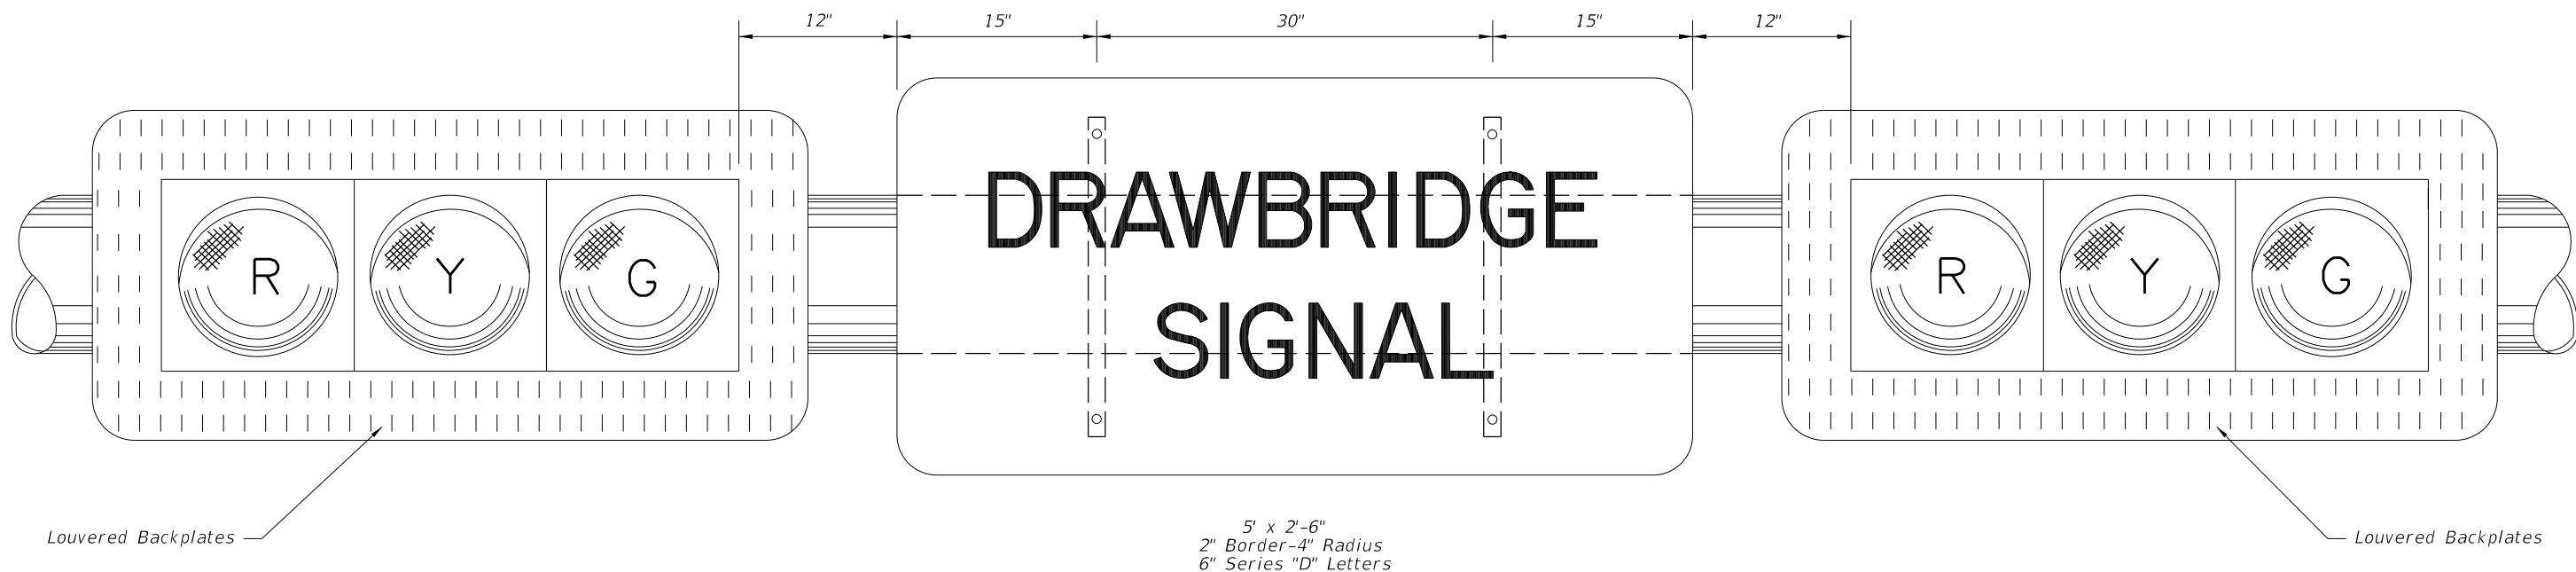 12" 15" 30" 15" 12"
DRAWBRIDGE
SIGNAL
R Y G R Y G
Louvered Backplates
Louvered Backplates
5' x 2'-6"
2" Border-4" Radius
6" Series "D" Letters